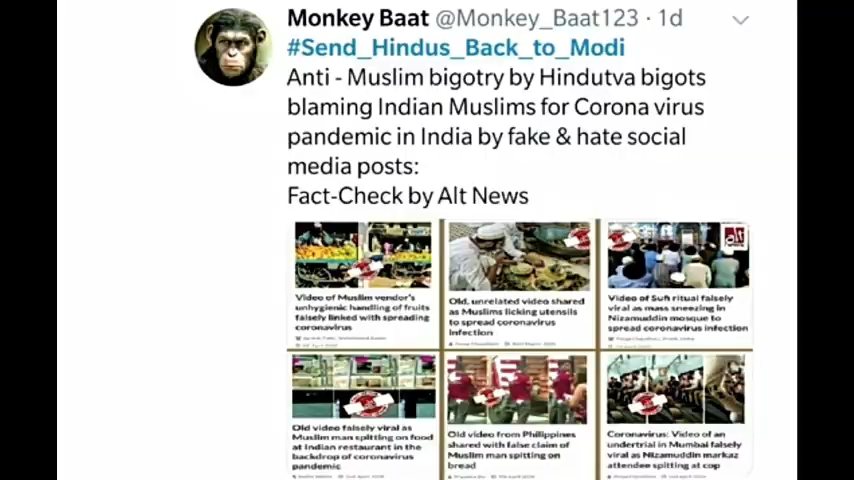 Monkey Baat @Monkey_Baat123 · 1d
#Send_Hindus_Back_to_Modi
Anti - Muslim bigotry by Hindutva bigots
blaming Indian Muslims for Corona virus
pandemic in India by fake & hate social
media posts:
Fact-Check by Alt News
alt
Video of Muslim vendor's
unhygienic handling of fruits
falsely linked with spreading
coronavirus
Old, unrelated video shared
as Muslims licking utensils
to spread coronavirus
infection
Video of Sufi ritual falsely
viral as mass sneezing in
Nizamuddin mosque to
spread coronavirus infection
Old video falsely viral as
Muslim man spitting on food
at Indian restaurant in the
backdrop of coronavirus
pandemic
Old video from Philippines
shared with false claim of
Muslim man spitting on
bread
Coronavirus: Video of an
undertrial in Mumbai falsely
viral as Nizamuddin markaz
attendee spitting at cop